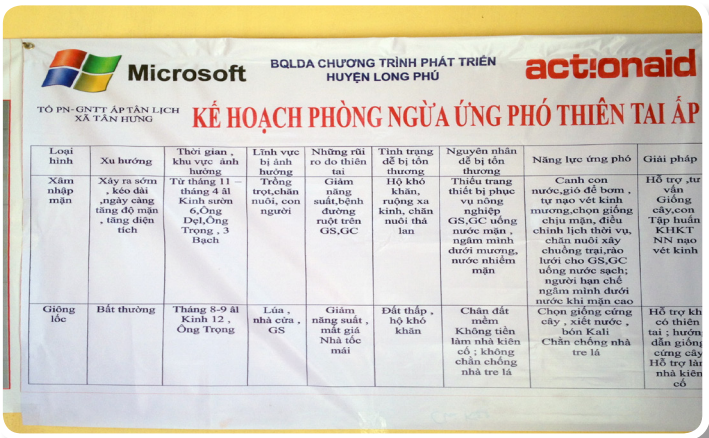 Microsoft
BQLDA CHƯƠNG TRÌNH PHÁT TRIỂN
HUYỆN LONG PHÚ
act!onaid
TỔ PN-GNTT ẤP TÂN LỊCH
XÃ TÂN HƯNG
KẾ HOẠCH PHÒNG NGỪA ỨNG PHÓ THIÊN TAI ẤP
Loại
hình
Xu hướng
Thời gian ,
khu vực ảnh
hưởng
Lĩnh vực
bị ảnh
hưởng
Những rũi
ro do thiên
tai
Tình trạng
dễ bị tổn
thương
Nguyên nhân
dễ bị tổn
thương
Năng lực ứng phó
Giải pháp
Xâm
nhập
mặn
Xảy ra sớm
, kéo dài
,ngày càng
tăng độ mặn
, tăng diện
tích
Từ tháng 11 –
tháng 4 âl
Kinh sườn
6,Ông
Del,Ông
Trọng , 3
Bạch
Trồng
trọt,chăn
nuôi, con
người
Giảm
năng
suất,bệnh
đường
ruột trên
GS,GC
Hộ khó
khăn,
ruộng xa
kinh, chăn
nuôi thả
lan
Thiếu trang
thiết bị phục
vụ nông
nghiệp
GS,GC uống
nước mặn ,
ngâm mình
dưới mương,
nước nhiễm
mặn
Canh con
nước,gió để bơm ,
tự nạo vét kinh
mương,chọn giống
chịu mặn, điều
chỉnh lịch thời vụ,
chăn nuôi xây
chuồng trại,rào
lưới cho GS,GC
uống nước sạch;
người hạn chế
ngâm mình dưới
nước khi mặn cao
Hỗ trợ ,tư
vấn
Giống
cây,con
Tập huấn
KHKT
NN nạo
vét kinh
Giông
lốc
Bất thường
Tháng 8-9 âl
Kinh 12 ,
Ông Trọng
Lúa ,
nhà cửa ,
GS
Giảm
năng suất ,
mất giá
Nhà tốc
mái
Đất thấp ,
hộ khó
khăn
Chân đất
mềm
Không tiền
làm nhà kiên
cố ; không
chằn chống
nhà tre lá
Chọn giống cứng
cây , xiết nước ,
bón Kali
Chằn chống nhà
tre lá
Hỗ trợ kh
có thiên
tai ; hướn
dẫn giống
cứng cây
Hỗ trợ làn
nhà kiên
cố